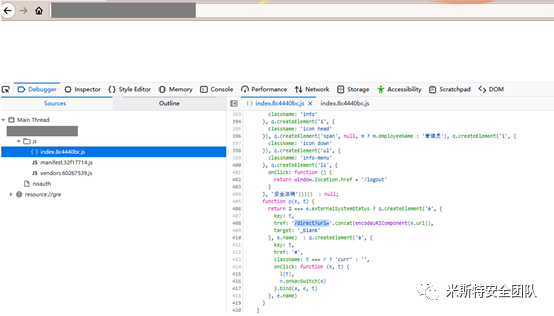 Debugger Inspector Style Editor Memory Console Performance Network Storage Accessibility Scratchpad DOM
Sources Outline
{ } index.8c4440bc.js × index.8c4440bc.js
Main Thread
js
{ } index.8c4440bc.js
JS manifest.32f17714.js
JS vendors.60267539.js
noauth
resource://gre
394 className: 'info'
395 }, q.createElement('i', {
396 className: 'icon head'
397 }), q.createElement('span', null, m ? m.employeeName : '管理员'), q.createElement('i', {
398 className: 'icon down'
399 }), q.createElement('ul', {
400 className: 'info-menu'
401 }, q.createElement('li', {
402 onClick: function () {
403 return window.location.href = '/logout'
404 }
405 }, '安全注销'))))) : null;
406 function z(e, t) {
407 return 2 === e.externalSystemStatus ? q.createElement('a', {
408 key: t,
409 href: '/direct?url='.concat(encodeURIComponent(e.url)),
410 target: '_blank'
411 }, e.name) : q.createElement('a', {
412 key: t,
413 href: '#',
414 className: t === r ? 'curr' : '',
415 onClick: function (e, t) {
416 l(t),
417 n.onNavSwitch(e)
418 }.bind(a, e, t)
419 }, e.name)
420 }
米斯特安全团队